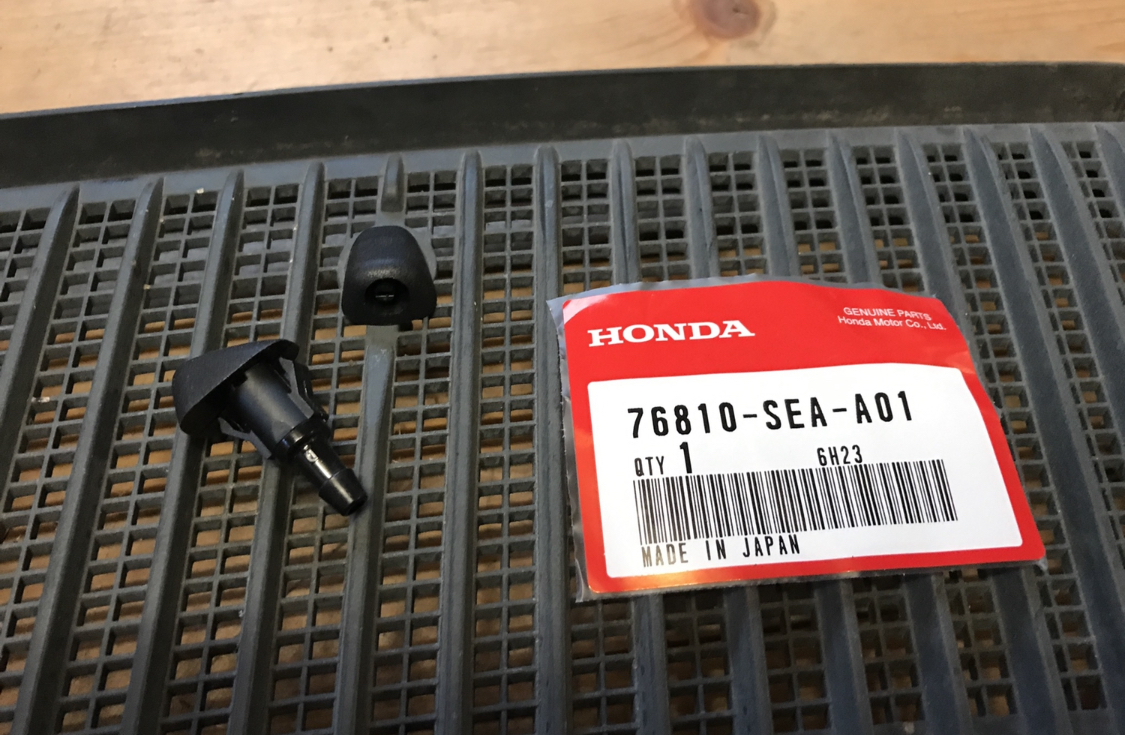 HONDA
GENUINE PARTS
Honda Motor Co., Ltd.
76810-SEA-A01
QTY 1 6H23
MADE IN JAPAN